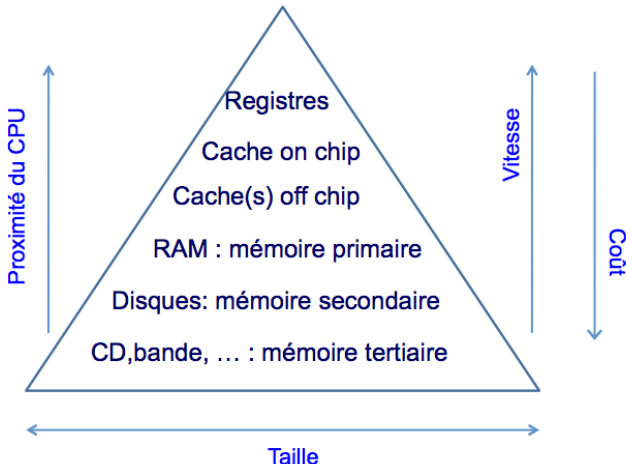 Registres
Cache on chip
Cache(s) off chip
RAM : mémoire primaire
Disques: mémoire secondaire
CD,bande, … : mémoire tertiaire
Proximité du CPU
Vitesse
Coût
Taille